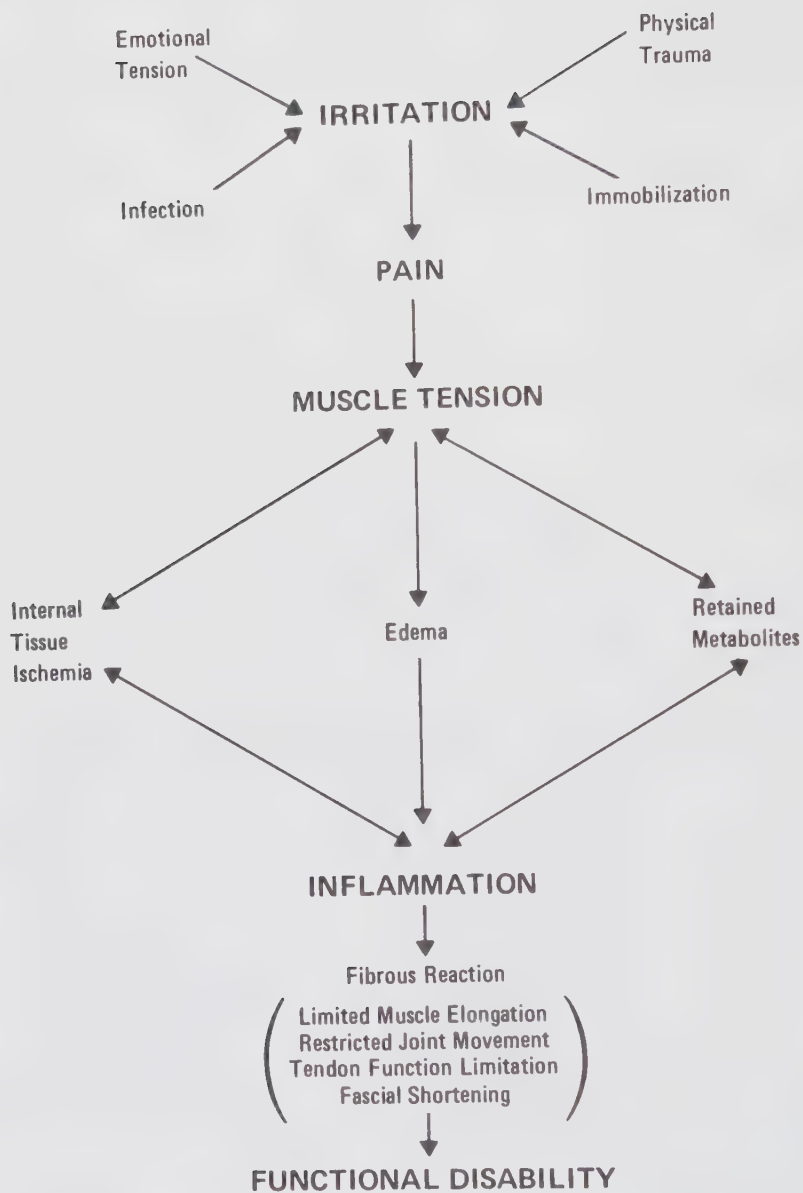 Emotional
Tension
Physical
Trauma
IRRITATION
Infection
Immobilization
PAIN
MUSCLE TENSION
Internal
Tissue
Ischemia
Edema
Retained
Metabolites
INFLAMMATION
Fibrous Reaction
Limited Muscle Elongation
Restricted Joint Movement
Tendon Function Limitation
Fascial Shortening
FUNCTIONAL DISABILITY